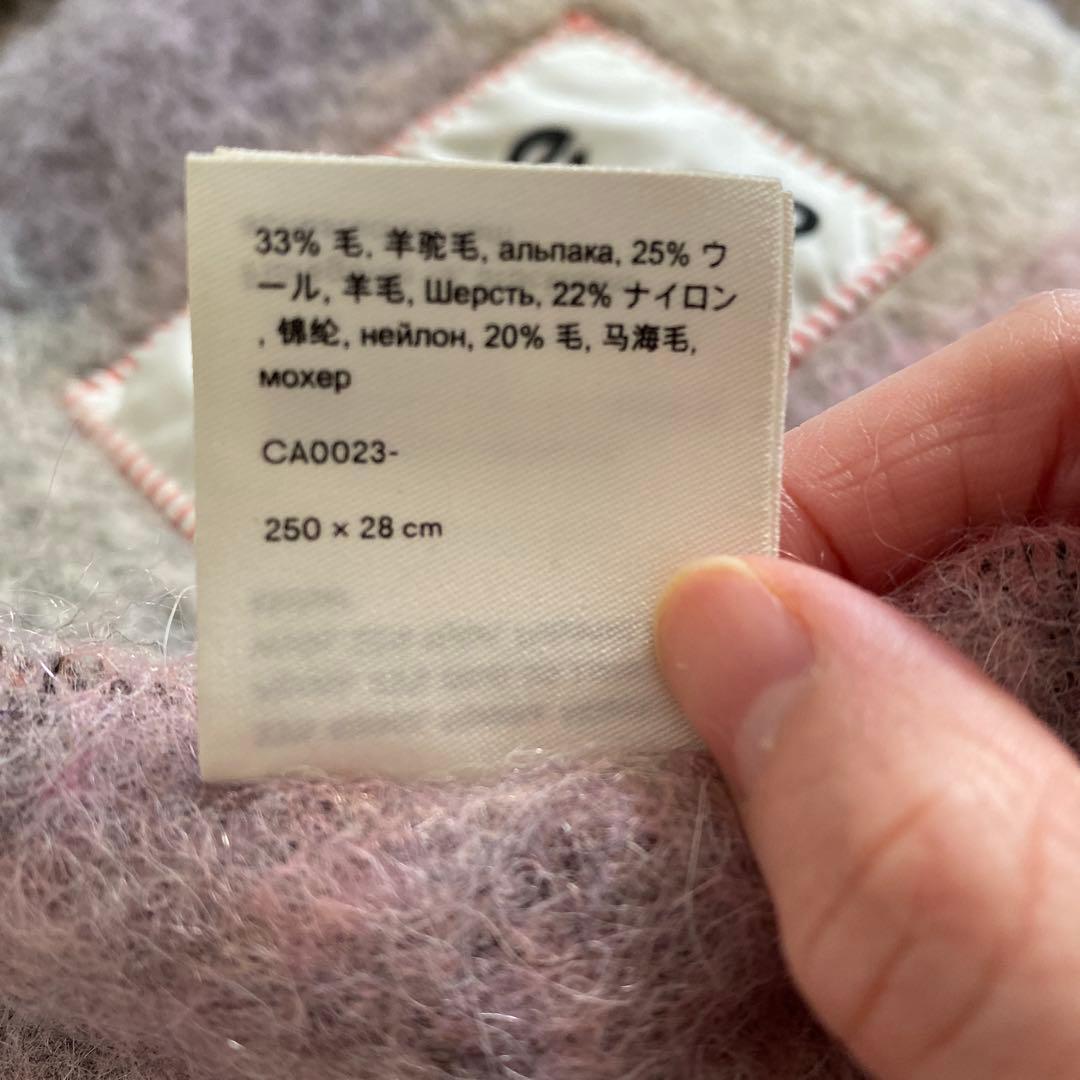 33% 毛, 羊驼毛, альпака, 25% ウ
ール, 羊毛, Шерсть, 22% ナイロン
, 锦纶, нейлон, 20% 毛, 马海毛,
мохер
CA0023-
250 × 28 cm